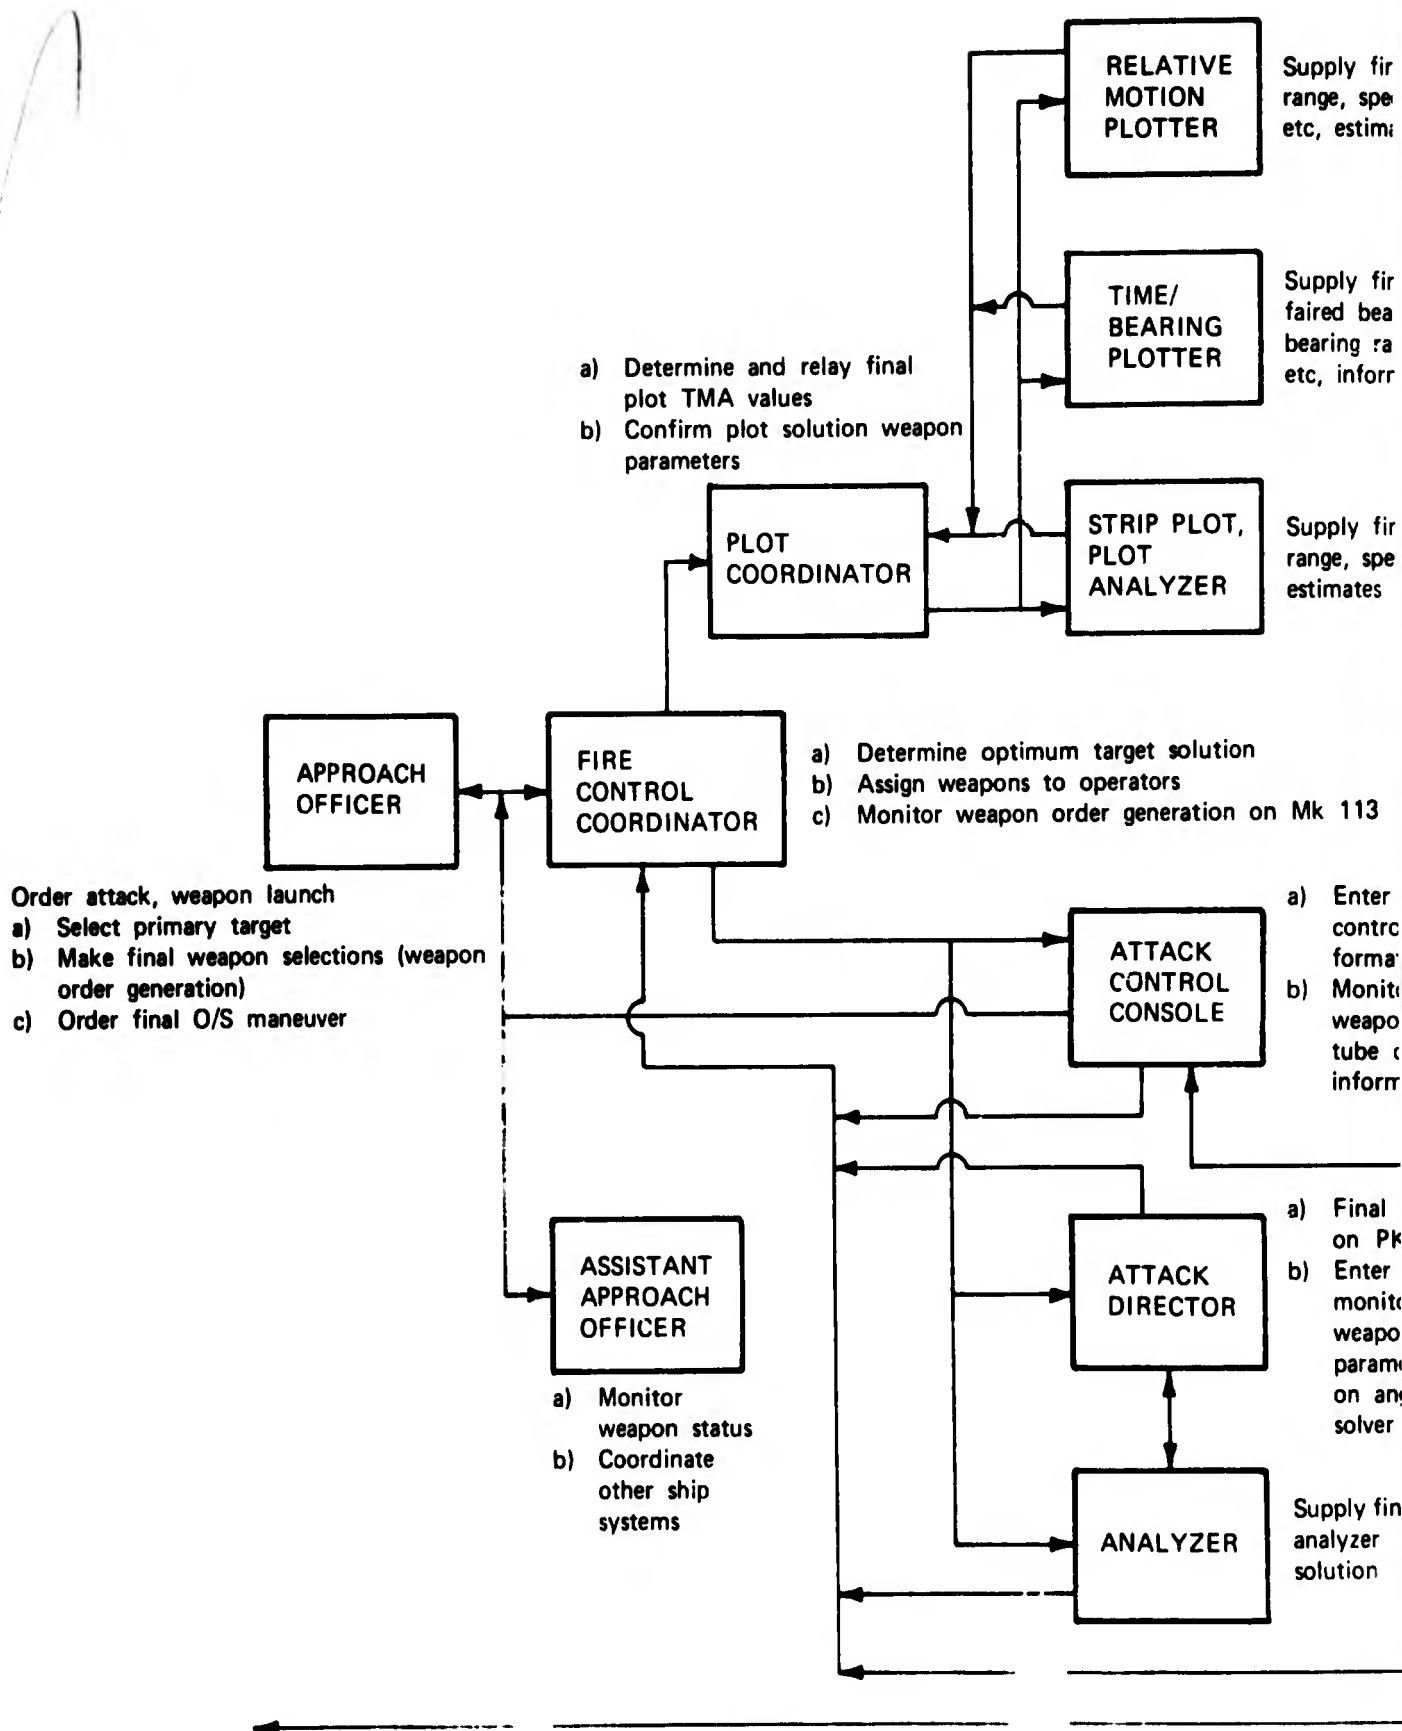 RELATIVE
MOTION
PLOTTER
Supply
range,
etc,
TIME/
BEARING
PLOTTER
Supply
faired
bearing
etc,
a) Determine and relay final
plot TMA values
b) Confirm plot solution weapon
parameters
PLOT
COORDINATOR
STRIP PLOT,
PLOT
ANALYZER
Supply
range,
estimates
APPROACH
OFFICER
FIRE
CONTROL
COORDINATOR
a) Determine optimum target solution
b) Assign weapons to operators
c) Monitor weapon order generation on Mk 113
Order attack, weapon launch
a) Select primary target
b) Make final weapon selections (weapon
order generation)
c) Order final O/S maneuver
ATTACK
CONTROL
CONSOLE
a) Enter
b)
tube
ASSISTANT
APPROACH
OFFICER
a) Monitor
weapon status
b) Coordinate
other ship
systems
ATTACK
DIRECTOR
a) Final
on
b) Enter
on
solver
ANALYZER
Supply
analyzer
solution